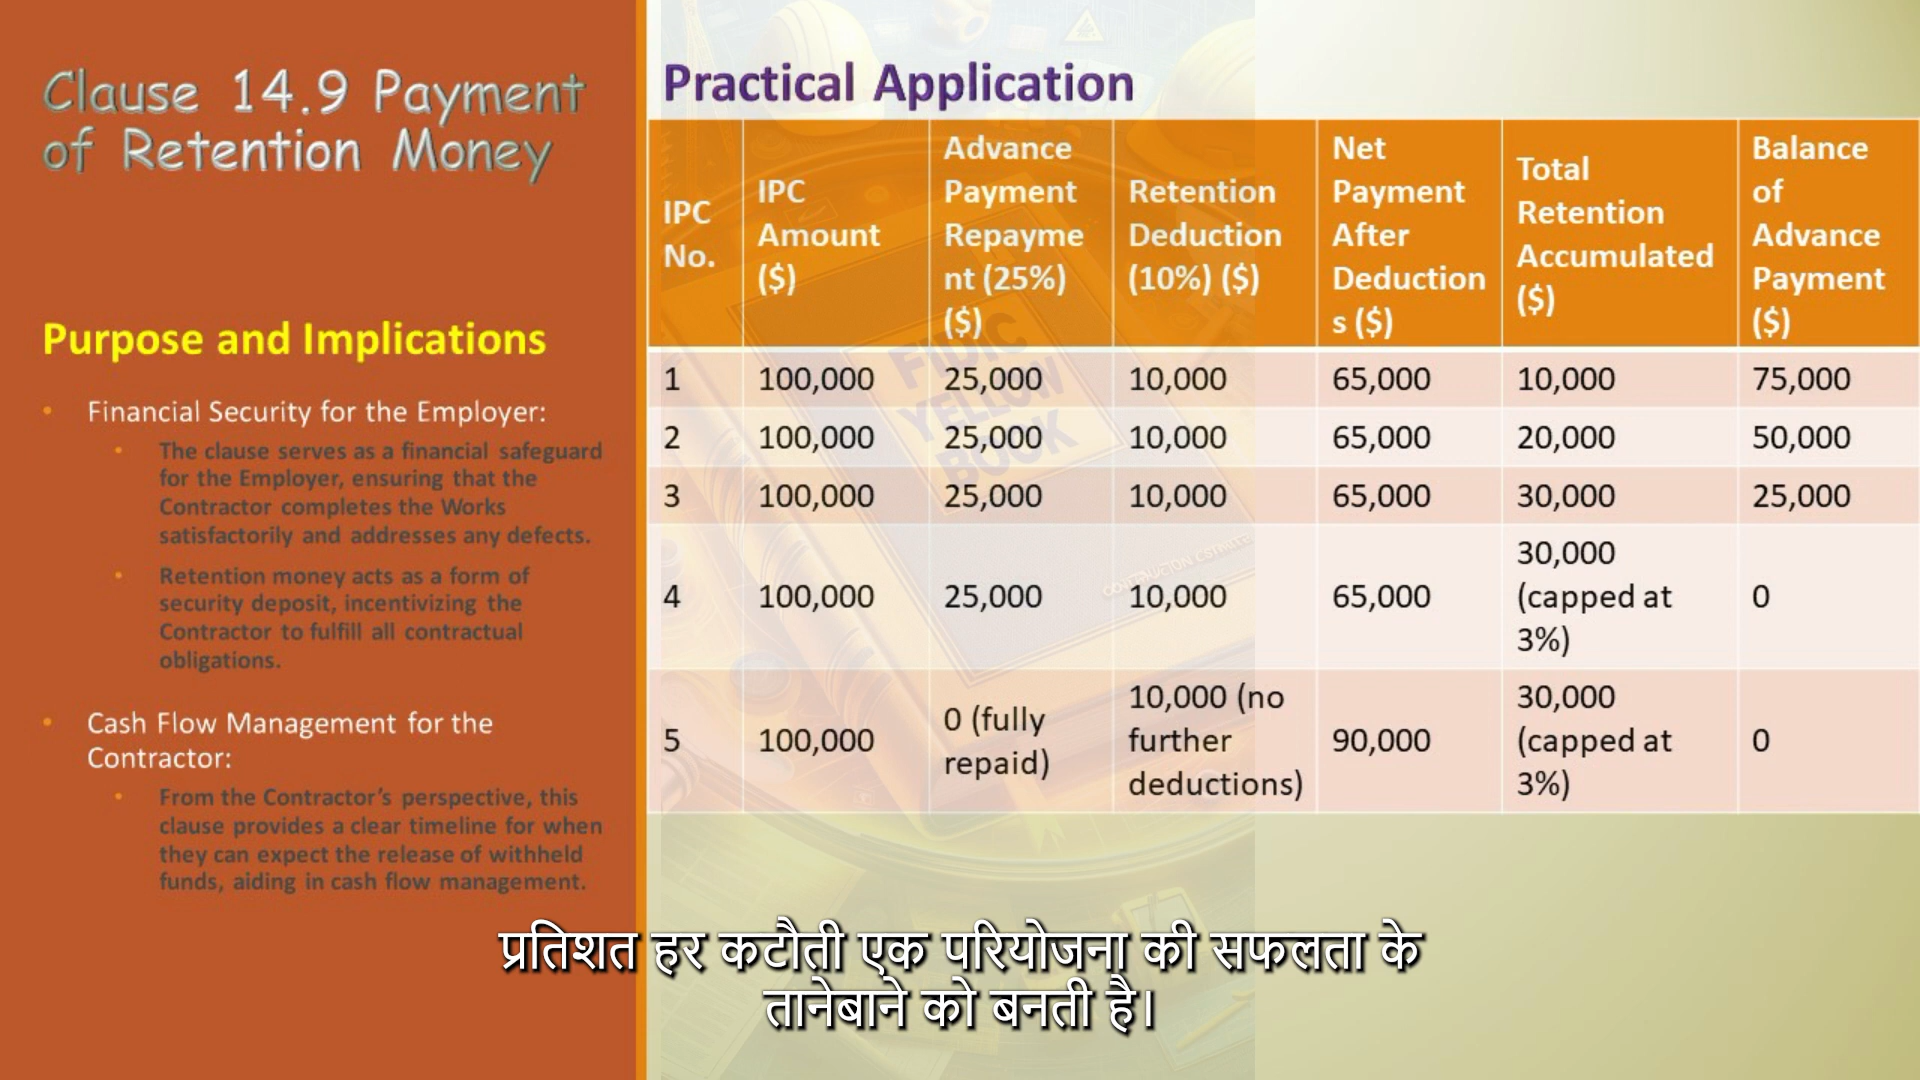 Clause 14.9 Payment
of Retention Money
Purpose and Implications
• Financial Security for the Employer:
• The clause serves as a financial safeguard
for the Employer, ensuring that the
Contractor completes the Works
satisfactorily and addresses any defects.
• Retention money acts as a form of
security deposit, incentivizing the
Contractor to fulfill all contractual
obligations.
• Cash Flow Management for the
Contractor:
• From the Contractor's perspective, this
clause provides a clear timeline for when
they can expect the release of withheld
funds, aiding in cash flow management.
Practical Application
IPC
No.
IPC
Amount
($)
Advance
Payment
Repayme
nt (25%)
($)
Retention
Deduction
(10%) ($)
Net
Payment
After
Deduction
s ($)
Total
Retention
Accumulated
($)
Balance
of
Advance
Payment
($)
1 100,000 25,000 10,000 65,000 10,000 75,000
2 100,000 25,000 10,000 65,000 20,000 50,000
3 100,000 25,000 10,000 65,000 30,000 25,000
4 100,000 25,000 10,000 65,000
30,000
(capped at
3%)
0
5 100,000
0 (fully
repaid)
10,000 (no
further
deductions)
90,000
30,000
(capped at
3%)
0
FIDIC
YELLOW
BOOK
प्रतिशत हर कटौती एक परियोजना की सफलता के
तानेबाने को बनती है।